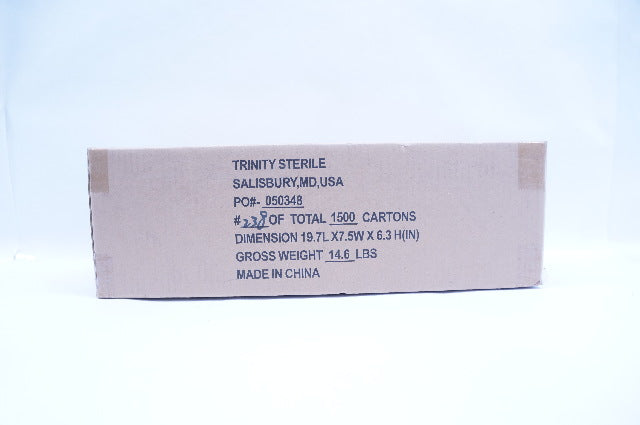 TRINITY STERILE
SALISBURY,MD,USA
PO#- 050348
#238 OF TOTAL 1500 CARTONS
DIMENSION 19.7L X7.5W X 6.3 H(IN)
GROSS WEIGHT 14.6 LBS
MADE IN CHINA